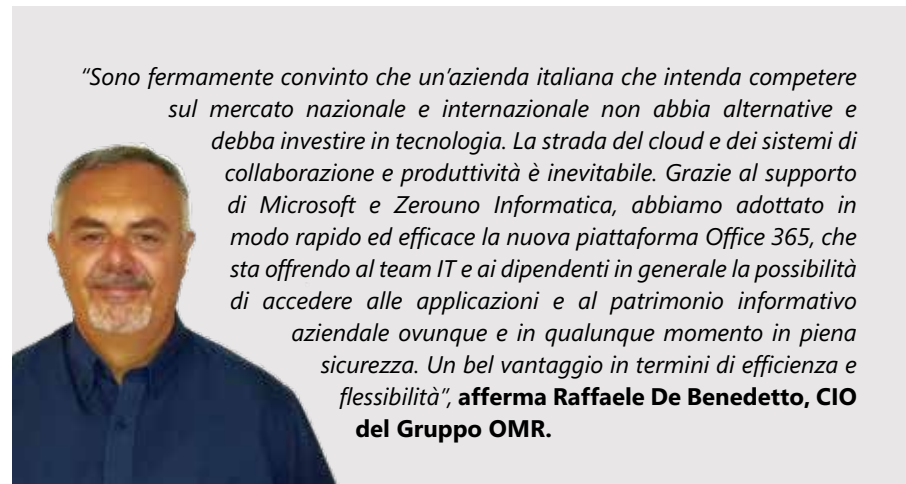 “Sono fermamente convinto che un’azienda italiana che intenda competere
sul mercato nazionale e internazionale non abbia alternative e
debba investire in tecnologia. La strada del cloud e dei sistemi di
collaborazione e produttività è inevitabile. Grazie al supporto
di Microsoft e Zerouno Informatica, abbiamo adottato in
modo rapido ed efficace la nuova piattaforma Office 365, che
sta offrendo al team IT e ai dipendenti in generale la possibilità
di accedere alle applicazioni e al patrimonio informativo
aziendale ovunque e in qualunque momento in piena
sicurezza. Un bel vantaggio in termini di efficienza e
flessibilità”, afferma Raffaele De Benedetto, CIO
del Gruppo OMR.